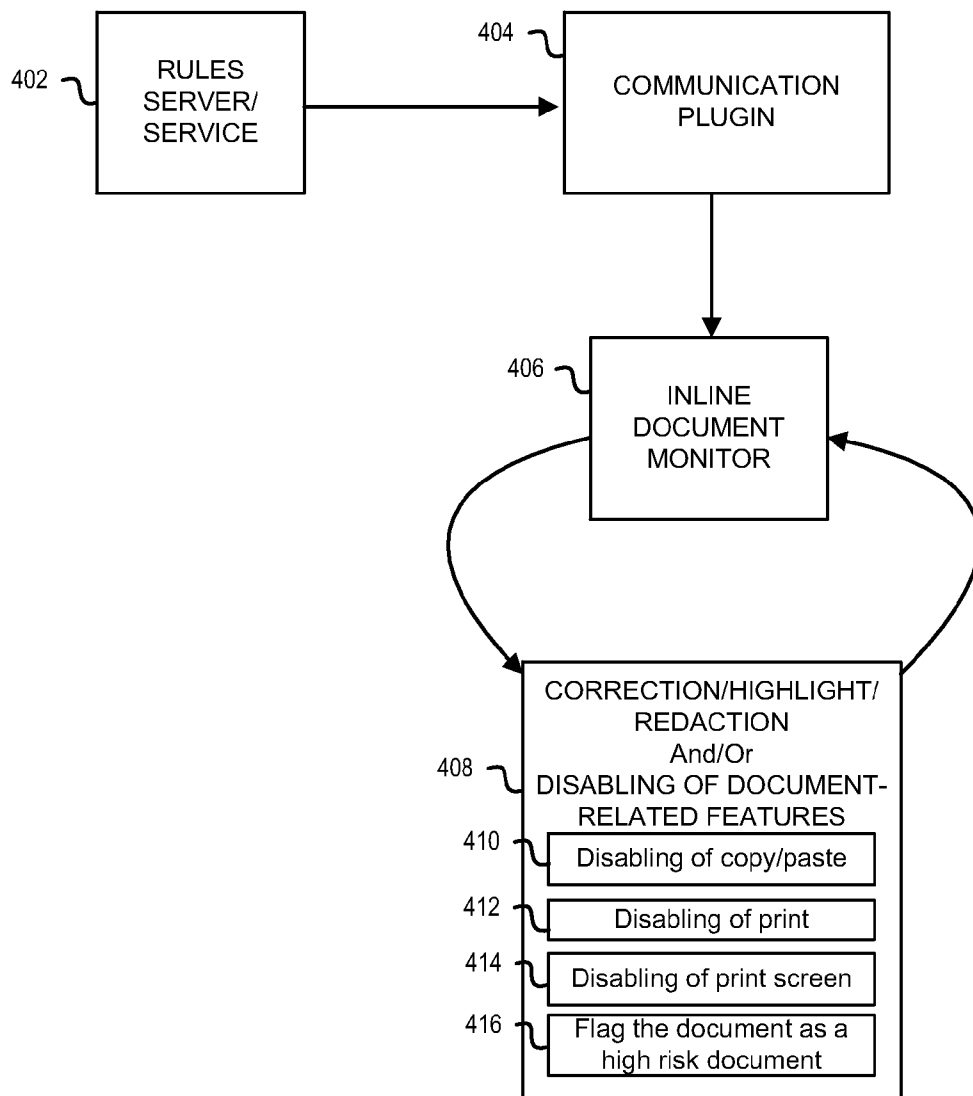 402
RULES
SERVER/
SERVICE
404
COMMUNICATION
PLUGIN
406
INLINE
DOCUMENT
MONITOR
408
CORRECTION/HIGHLIGHT/
REDACTION
And/Or
DISABLING OF DOCUMENT-
RELATED FEATURES
410
Disabling of copy/paste
412
Disabling of print
414
Disabling of print screen
416
Flag the document as a
high risk document